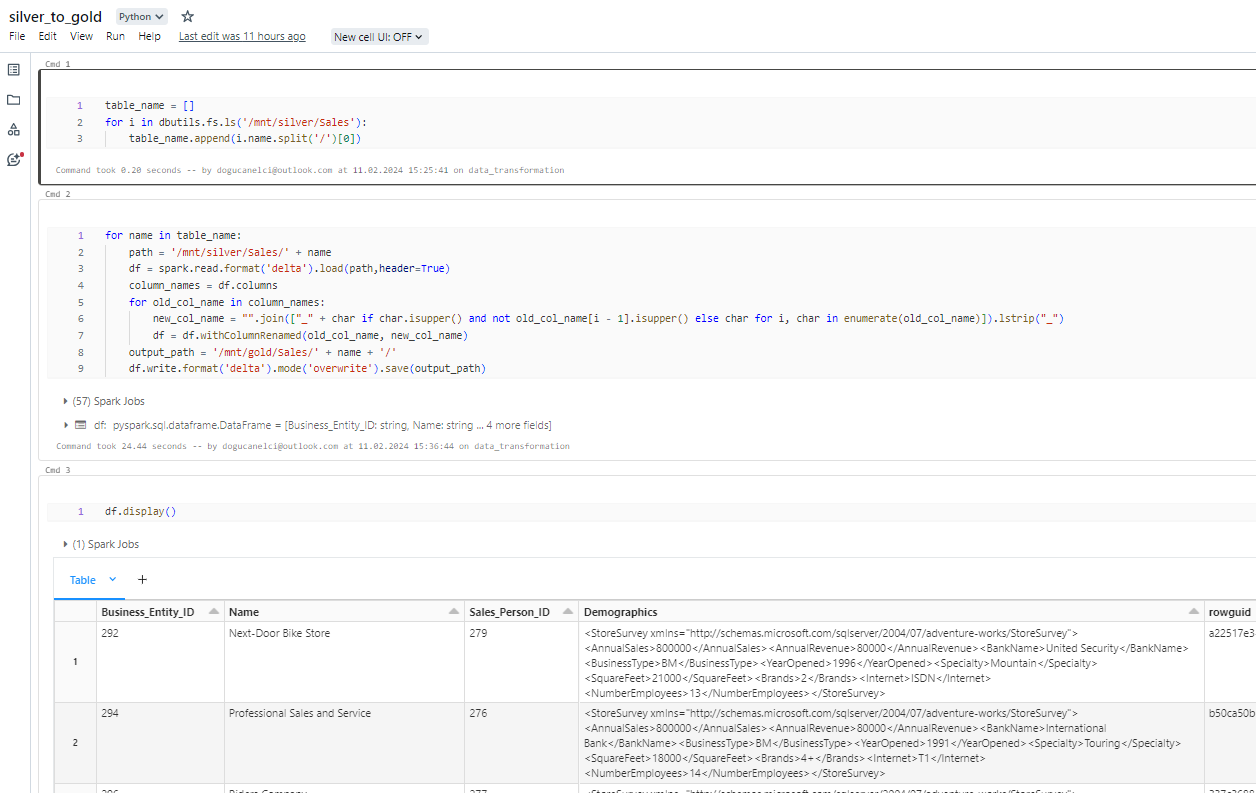 silver_to_gold Python
File Edit View Run Help Last edit was 11 hours ago New cell UI: OFF
Cmd 1
1 table_name = []
2 for i in dbutils.fs.ls('/mnt/silver/Sales'):
3 table_name.append(i.name.split('/')[0])
Command took 0.20 seconds -- by dogucanelci@outlook.com at 11.02.2024 15:25:41 on data_transformation
Cmd 2
1 for name in table_name:
2 path = '/mnt/silver/Sales/' + name
3 df = spark.read.format('delta').load(path,header=True)
4 column_names = df.columns
5 for old_col_name in column_names:
6 new_col_name = "".join(["_" + char if char.isupper() and not old_col_name[i - 1].isupper() else char for i, char in enumerate(old_col_name)]).lstrip("_")
7 df = df.withColumnRenamed(old_col_name, new_col_name)
8 output_path = '/mnt/gold/Sales/' + name + '/'
9 df.write.format('delta').mode('overwrite').save(output_path)
(57) Spark Jobs
df: pyspark.sql.dataframe.DataFrame = [Business_Entity_ID: string, Name: string ... 4 more fields]
Command took 24.44 seconds -- by dogucanelci@outlook.com at 11.02.2024 15:36:44 on data_transformation
Cmd 3
1 df.display()
(1) Spark Jobs
Table +
Business_Entity_ID Name Sales_Person_ID Demographics rowguid
292 Next-Door Bike Store 279 <StoreSurvey xmlns="http://schemas.microsoft.com/sqlserver/2004/07/adventure-works/StoreSurvey"> a22517e3
<AnnualSales>800000</AnnualSales><AnnualRevenue>80000</AnnualRevenue><BankName>United Security</BankName>
1 <BusinessType>BM</BusinessType><YearOpened>1996</YearOpened><Specialty>Mountain</Specialty>
<SquareFeet>21000</SquareFeet><Brands>2</Brands><Internet>ISDN</Internet>
<NumberEmployees>13</NumberEmployees></StoreSurvey>
294 Professional Sales and Service 276 <StoreSurvey xmlns="http://schemas.microsoft.com/sqlserver/2004/07/adventure-works/StoreSurvey"> b50ca50b
<AnnualSales>800000</AnnualSales><AnnualRevenue>80000</AnnualRevenue><BankName>International
2 Bank</BankName><BusinessType>BM</BusinessType><YearOpened>1991</YearOpened><Specialty>Touring</Specialty>
<SquareFeet>18000</SquareFeet><Brands>4+</Brands><Internet>T1</Internet>
<NumberEmployees>14</NumberEmployees></StoreSurvey>